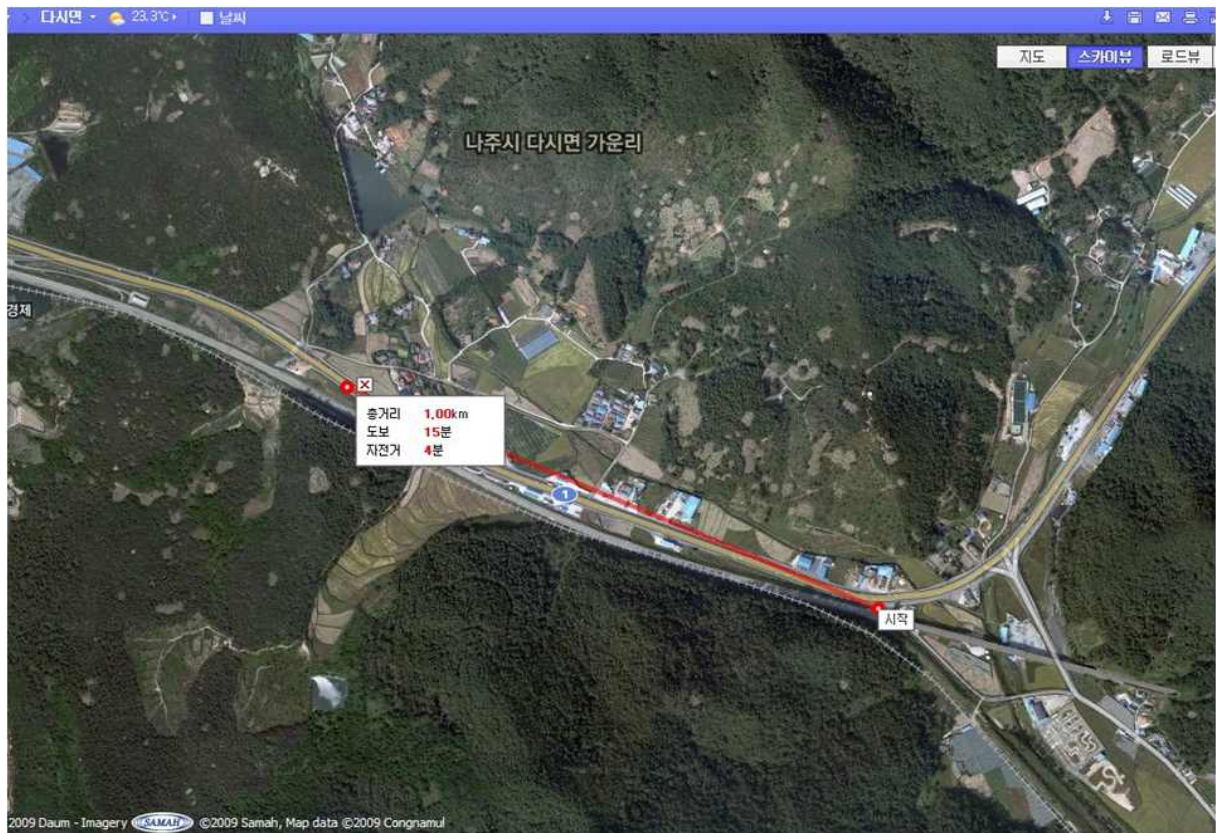 다시면 23.3℃ 날씨
지도 스카이뷰 로드뷰
나주시 다시면 가운리
경제
총거리 1.00km
도보 15분
자전거 4분
1
시작
2009 Daum - Imagery SAMAH ©2009 Samah, Map data ©2009 Congnamul